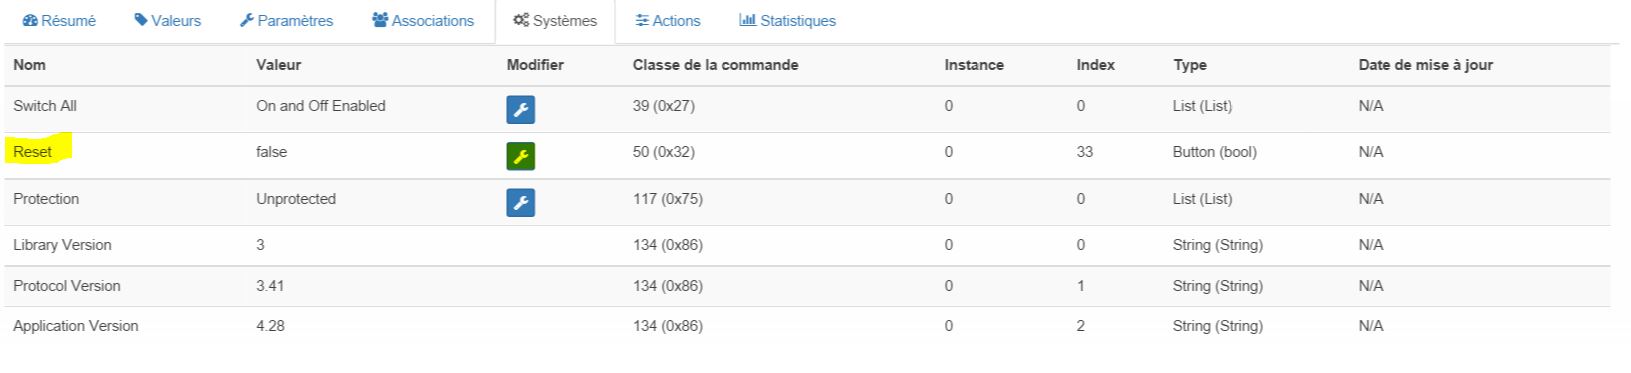 Résumé Valeurs Paramètres Associations Systèmes Actions Statistiques
Nom Valeur Modifier Classe de la commande Instance Index Type Date de mise à jour
Switch All On and Off Enabled 39 (0x27) 0 0 List (List) N/A
Reset false 50 (0x32) 0 33 Button (bool) N/A
Protection Unprotected 117 (0x75) 0 0 List (List) N/A
Library Version 3 134 (0x86) 0 0 String (String) N/A
Protocol Version 3.41 134 (0x86) 0 1 String (String) N/A
Application Version 4.28 134 (0x86) 0 2 String (String) N/A